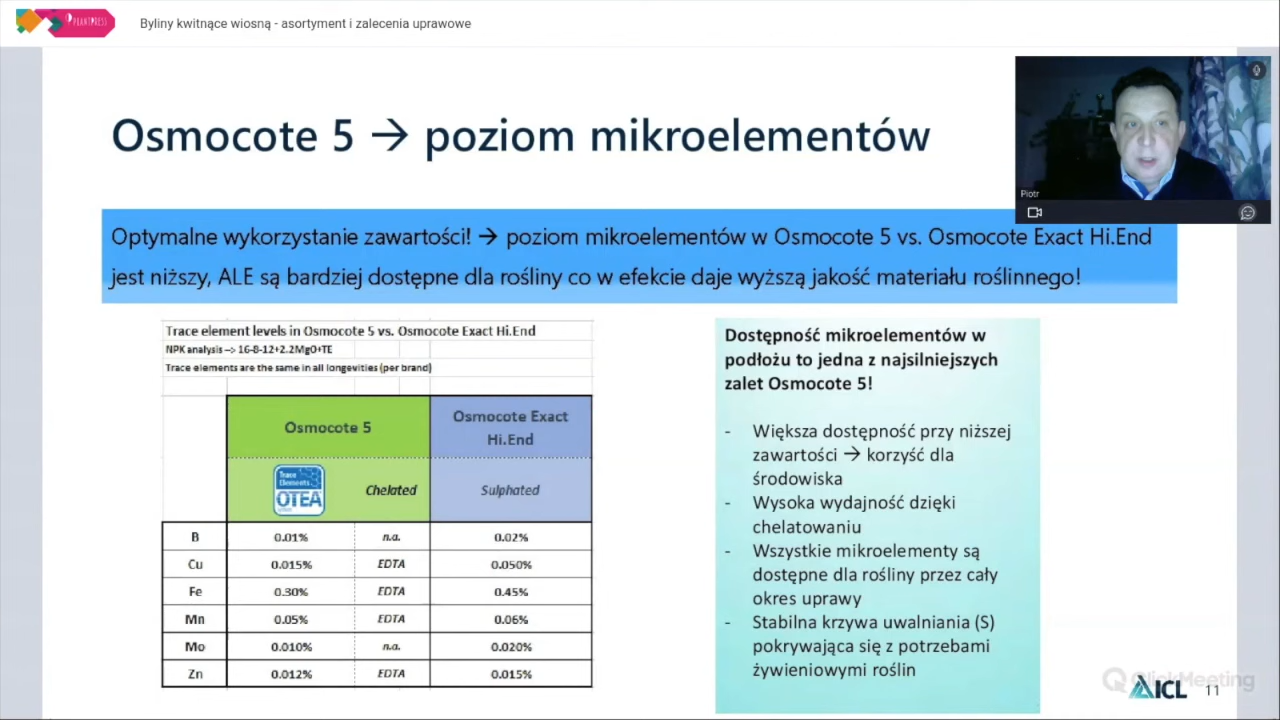 PLANTPRESS
Byliny kwitnące wiosną - asortyment i zalecenia uprawowe
Piotr
Osmocote 5 → poziom mikroelementów
Optymalne wykorzystanie zawartości! → poziom mikroelementów w Osmocote 5 vs. Osmocote Exact Hi.End
jest niższy, ALE są bardziej dostępne dla rośliny co w efekcie daje wyższą jakość materiału roślinnego!
Trace element levels in Osmocote 5 vs. Osmocote Exact Hi.End
NPK analysis --> 16-8-12+2.2MgO+TE
Trace elements are the same in all longevities (per brand)
Osmocote 5 Osmocote Exact
Hi.End
Trace
Elements
OTEA
Chelated Sulphated
B 0.01% n.a. 0.02%
Cu 0.015% EDTA 0.050%
Fe 0.30% EDTA 0.45%
Mn 0.05% EDTA 0.06%
Mo 0.010% n.a. 0.020%
Zn 0.012% EDTA 0.015%
Dostępność mikroelementów w
podłożu to jedna z najsilniejszych
zalet Osmocote 5!
- Większa dostępność przy niższej
zawartości → korzyść dla
środowiska
- Wysoka wydajność dzięki
chelatowaniu
- Wszystkie mikroelementy są
dostępne dla rośliny przez cały
okres uprawy
- Stabilna krzywa uwalniania (S)
pokrywająca się z potrzebami
żywieniowymi roślin
ClickMeeting
ICL 11